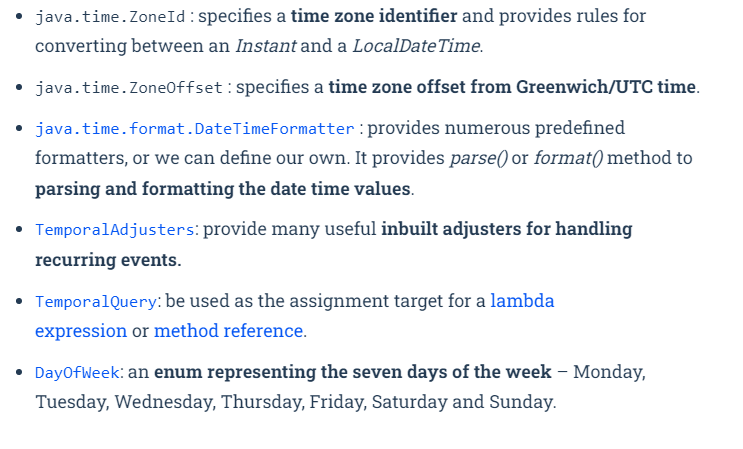 • java.time.ZoneId : specifies a time zone identifier and provides rules for
converting between an Instant and a LocalDateTime.
• java.time.ZoneOffset : specifies a time zone offset from Greenwich/UTC time.
• java.time.format.DateTimeFormatter : provides numerous predefined
formatters, or we can define our own. It provides parse() or format() method to
parsing and formatting the date time values.
• TemporalAdjusters: provide many useful inbuilt adjusters for handling
recurring events.
• TemporalQuery: be used as the assignment target for a lambda
expression or method reference.
• DayOfWeek: an enum representing the seven days of the week – Monday,
Tuesday, Wednesday, Thursday, Friday, Saturday and Sunday.